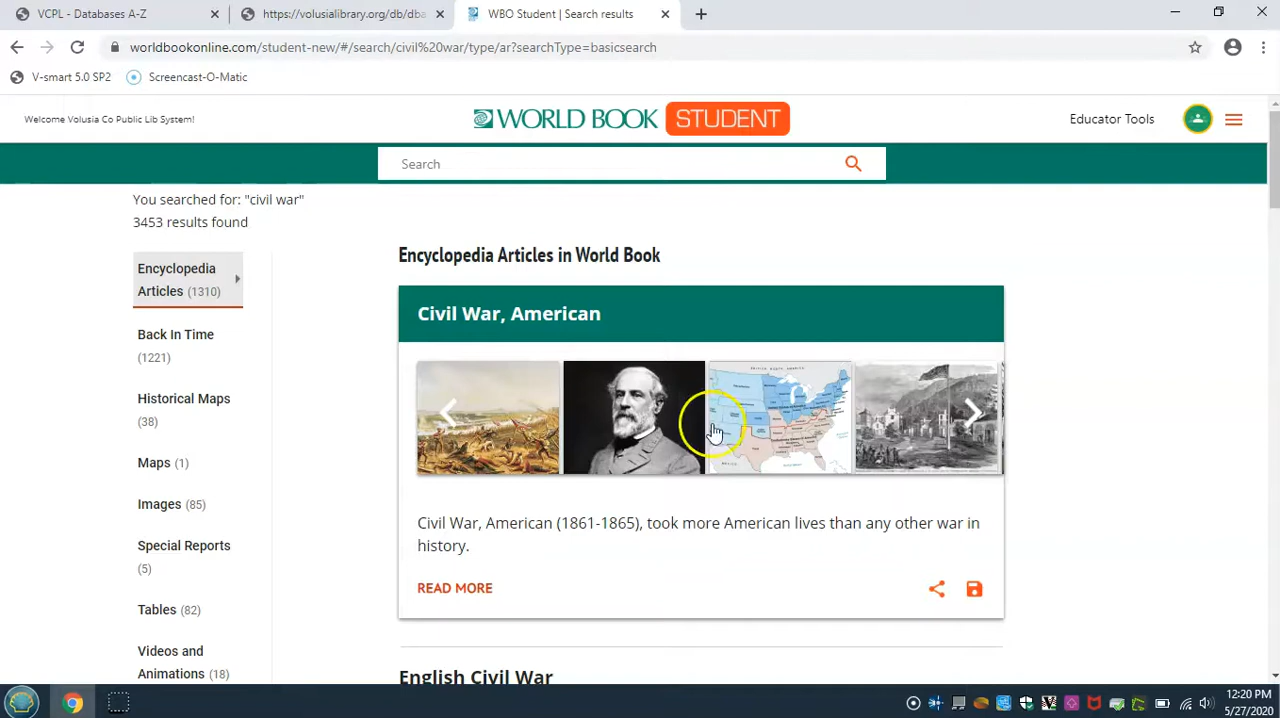 VCPL - Databases A-Z
https://volusialibrary.org/db/dba
WBO Student | Search results
worldbookonline.com/student-new/#/search/civil%20war/type/ar?searchType=basicsearch
V-smart 5.0 SP2
Screencast-O-Matic
Welcome Volusia Co Public Lib System!
WORLD BOOK STUDENT
Educator Tools
Search
You searched for: "civil war"
3453 results found
Encyclopedia
Articles (1310)
Back In Time
(1221)
Historical Maps
(38)
Maps (1)
Images (85)
Special Reports
(5)
Tables (82)
Videos and
Animations (18)
Encyclopedia Articles in World Book
Civil War, American
Civil War, American (1861-1865), took more American lives than any other war in
history.
READ MORE
English Civil War
12:20 PM
5/27/2020